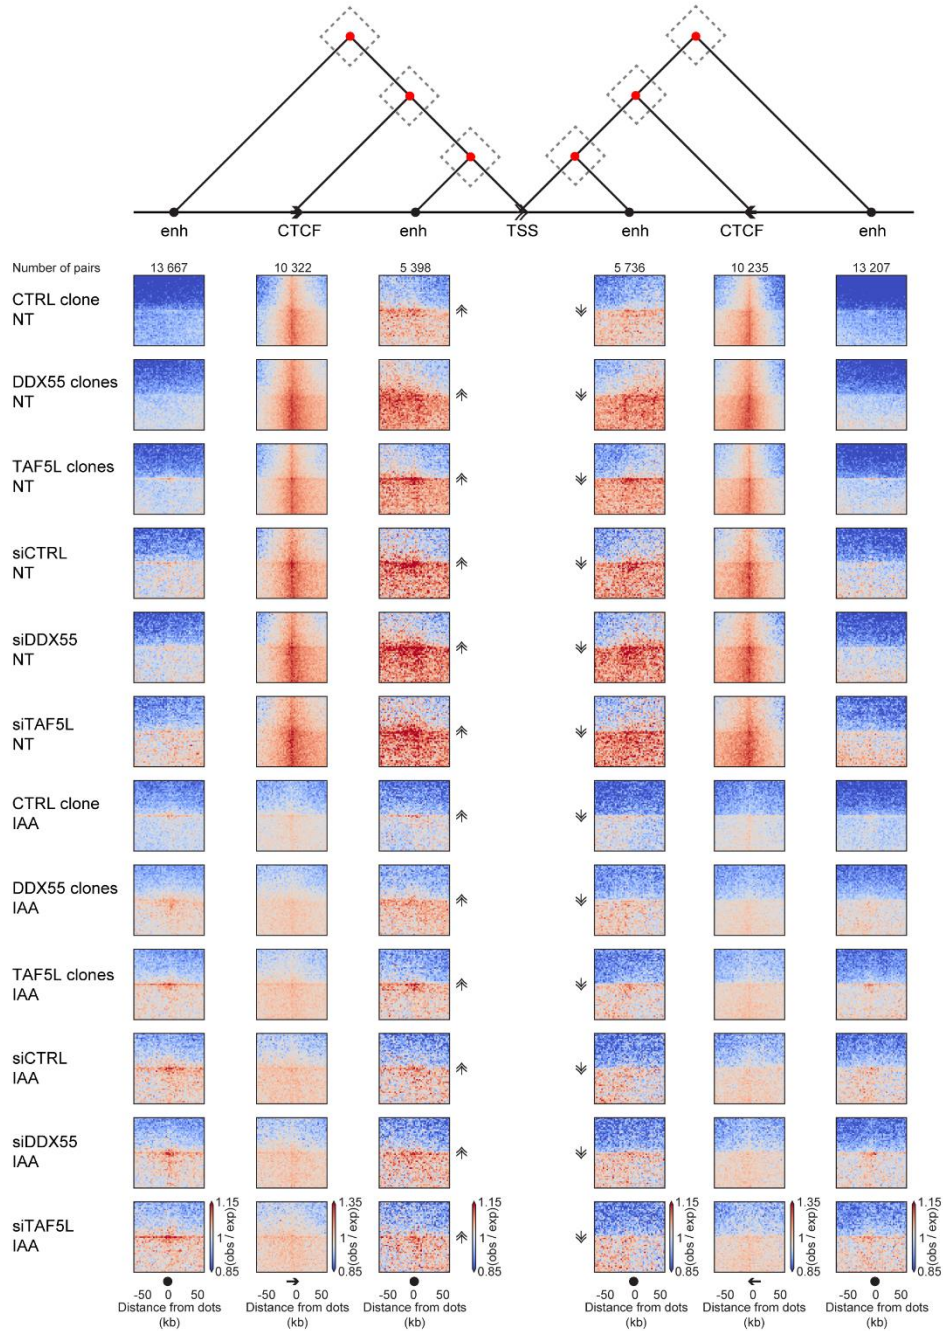 enh CTCF enh TSS enh CTCF enh
Number of pairs 13 667 10 322 5 398 5 736 10 235 13 207
CTRL clone
NT
DDX55 clones
NT
TAF5L clones
NT
siCTRL
NT
siDDX55
NT
siTAF5L
NT
CTRL clone
IAA
DDX55 clones
IAA
TAF5L clones
IAA
siCTRL
IAA
siDDX55
IAA
siTAF5L
IAA
0.85 1 1.15 (obs / exp) 0.85 1 1.35 (obs / exp) 0.85 1 1.15 0.85 1 1.15 (obs / exp) 0.85 1 1.35 (obs / exp) 0.85 1 1.15 (obs / exp)
-50 0 50 -50 0 50 -50 0 50 -50 0 50 -50 0 50 -50 0 50
Distance from dots Distance from dots Distance from dots Distance from dots Distance from dots Distance from dots
(kb) (kb) (kb) (kb) (kb) (kb)